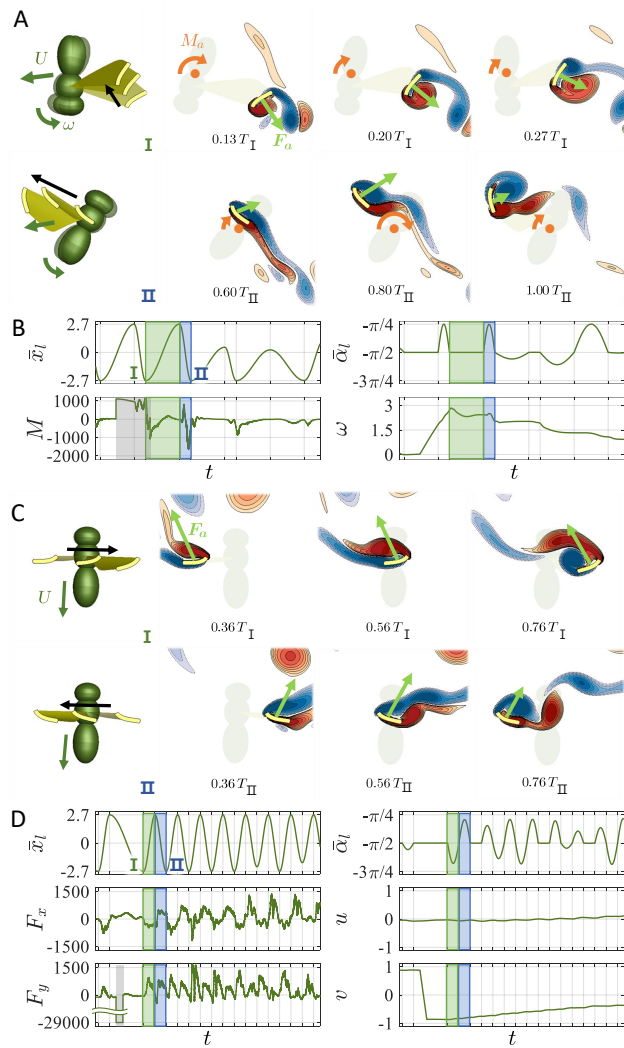 A
U
ω
I
M_a
F_a
0.13 T_I
0.20 T_I
0.27 T_I
II
0.60 T_II
0.80 T_II
1.00 T_II
B
x̄_l
2.7
0
-2.7
I
II
ᾱ_l
-π/4
-π/2
-3π/4
M
1000
0
-1000
-2000
t
ω
3
1.5
0
t
C
U
I
F_a
0.36 T_I
0.56 T_I
0.76 T_I
II
0.36 T_II
0.56 T_II
0.76 T_II
D
x̄_l
2.7
0
-2.7
I
II
ᾱ_l
-π/4
-π/2
-3π/4
F_x
1500
0
-1500
u
1
0
-1
F_y
1500
0
-29000
t
v
1
0
-1
t